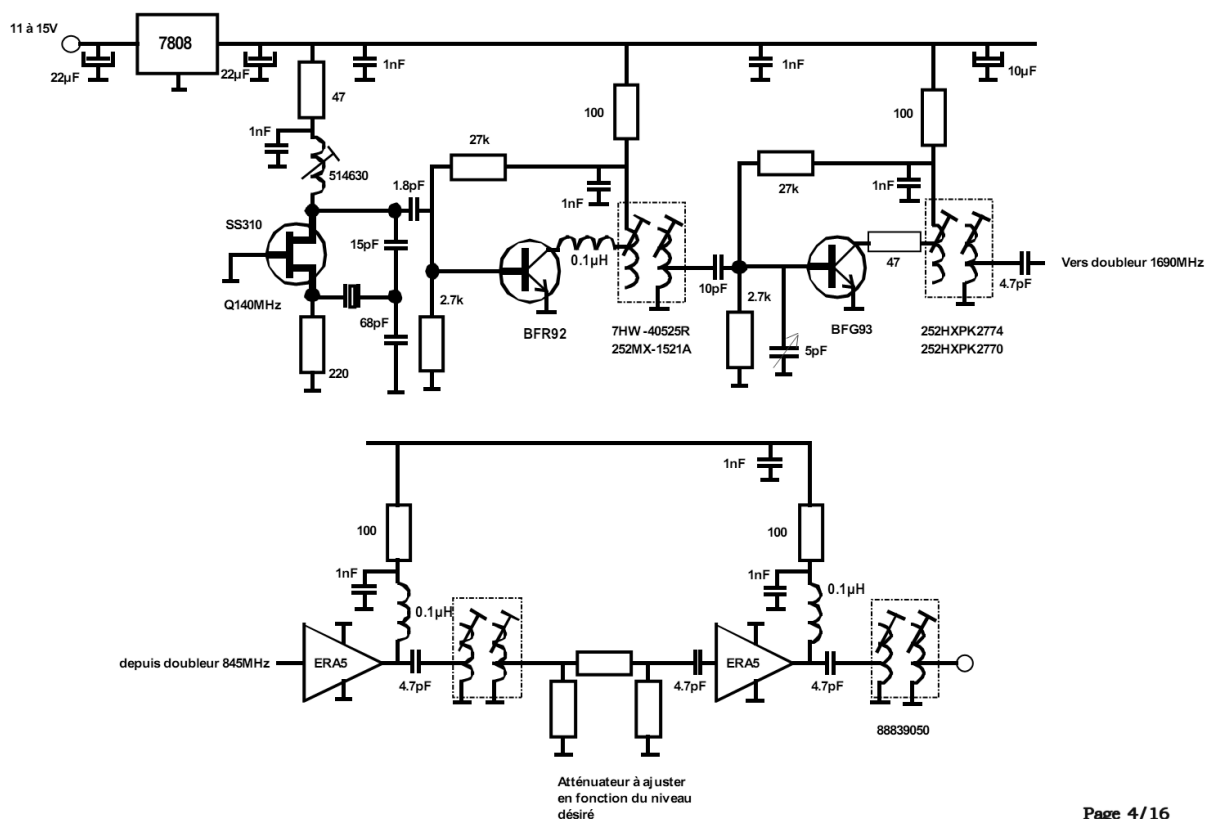 11 à 15V
7808
22µF
22µF
1nF
1nF
10µF
47
100
100
1nF
27k
27k
514630
1.8pF
1nF
1nF
SS310
15pF
0.1µH
47
Vers doubleur 1690MHz
10pF
4.7pF
Q140MHz
2.7k
2.7k
68pF
BFR92
7HW-40525R
252MX-1521A
BFG93
252HXPK2774
252HXPK2770
5pF
220
1nF
100
100
1nF
1nF
0.1µH
0.1µH
depuis doubleur 845MHz
ERA5
ERA5
4.7pF
4.7pF
4.7pF
88839050
Atténuateur à ajuster
en fonction du niveau
désiré
Page 4/16